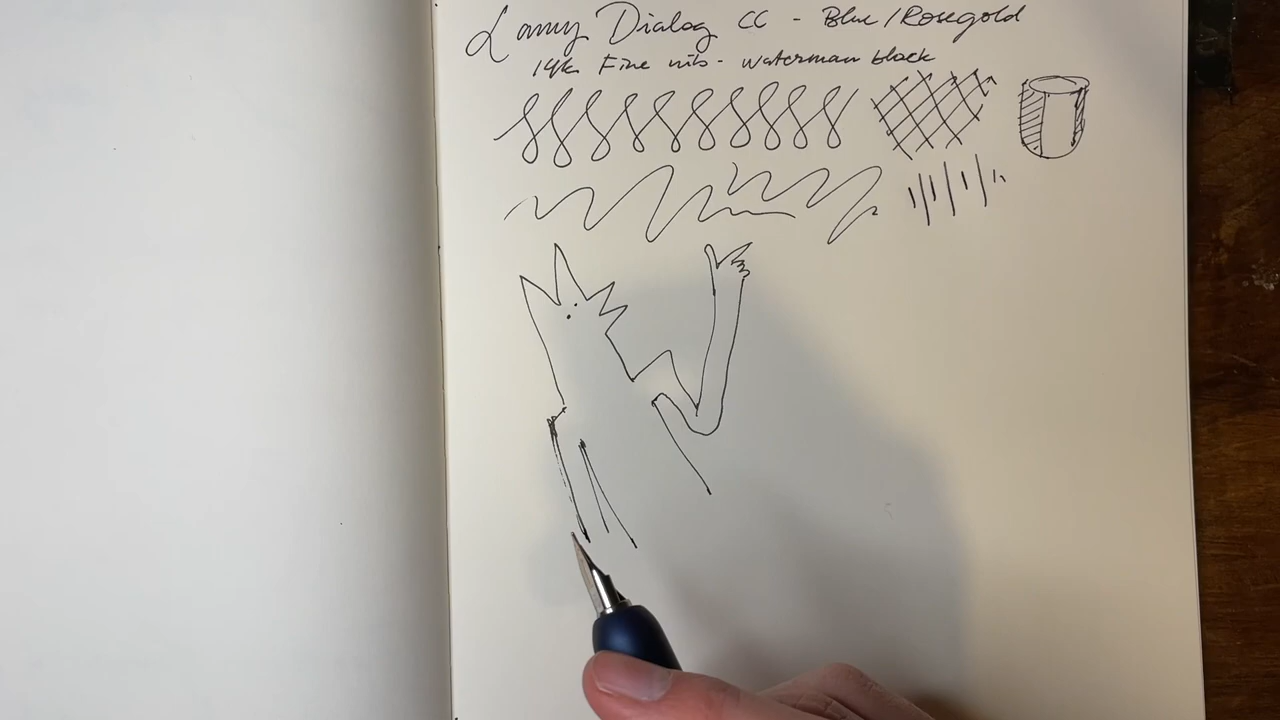 Lamy Dialog CC - Blue/Rosegold
14k Fine nib - Waterman black